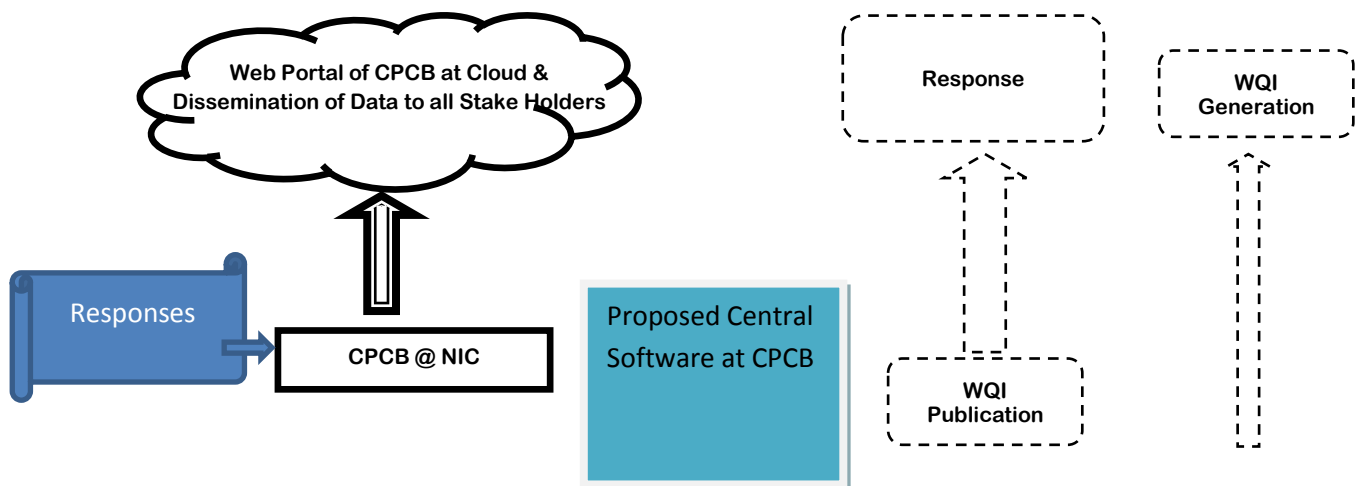 Web Portal of CPCB at Cloud &
Dissemination of Data to all Stake Holders
Response
WQI
Generation
Responses
CPCB @ NIC
Proposed Central
Software at CPCB
WQI
Publication